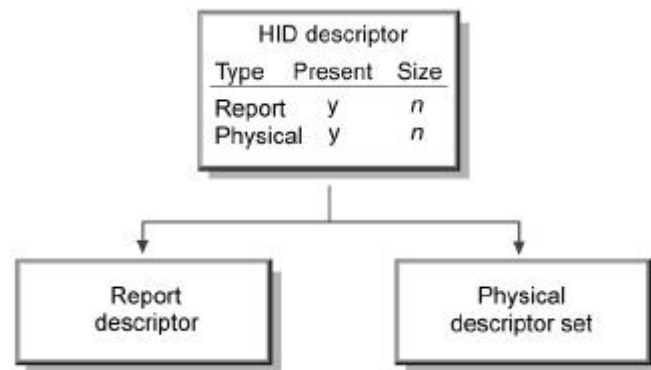 HID descriptor
Type Present Size
Report y n
Physical y n
Report
descriptor
Physical
descriptor set